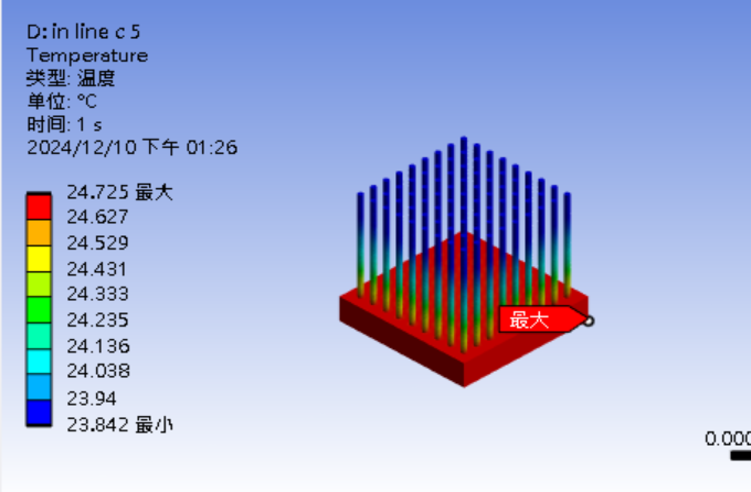 D: in line c 5
Temperature
类型: 温度
单位: °C
时间: 1 s
2024/12/10 下午 01:26
24.725 最大
24.627
24.529
24.431
24.333
24.235
24.136
24.038
23.94
23.842 最小
最大
0.000